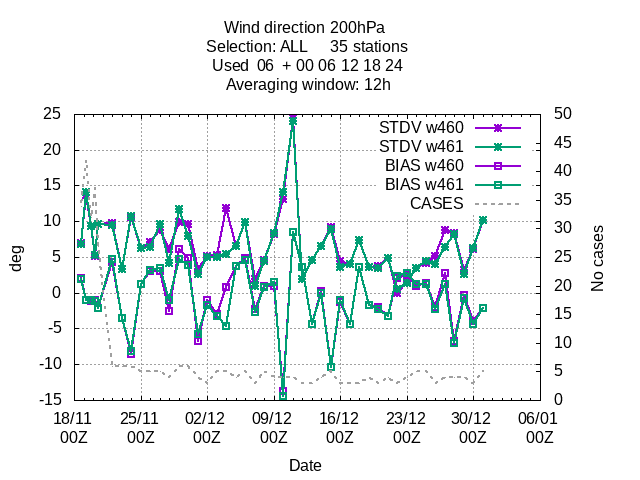 Wind direction 200hPa
Selection: ALL     35 stations
Used  06  + 00 06 12 18 24
Averaging window: 12h
STDV w460
STDV w461
BIAS w460
BIAS w461
CASES
25
20
15
10
5
0
-5
-10
-15
deg
50
45
40
35
30
25
20
15
10
5
0
No cases
18/11 25/11 02/12 09/12 16/12 23/12 30/12 06/01
00Z 00Z 00Z 00Z 00Z 00Z 00Z 00Z
Date